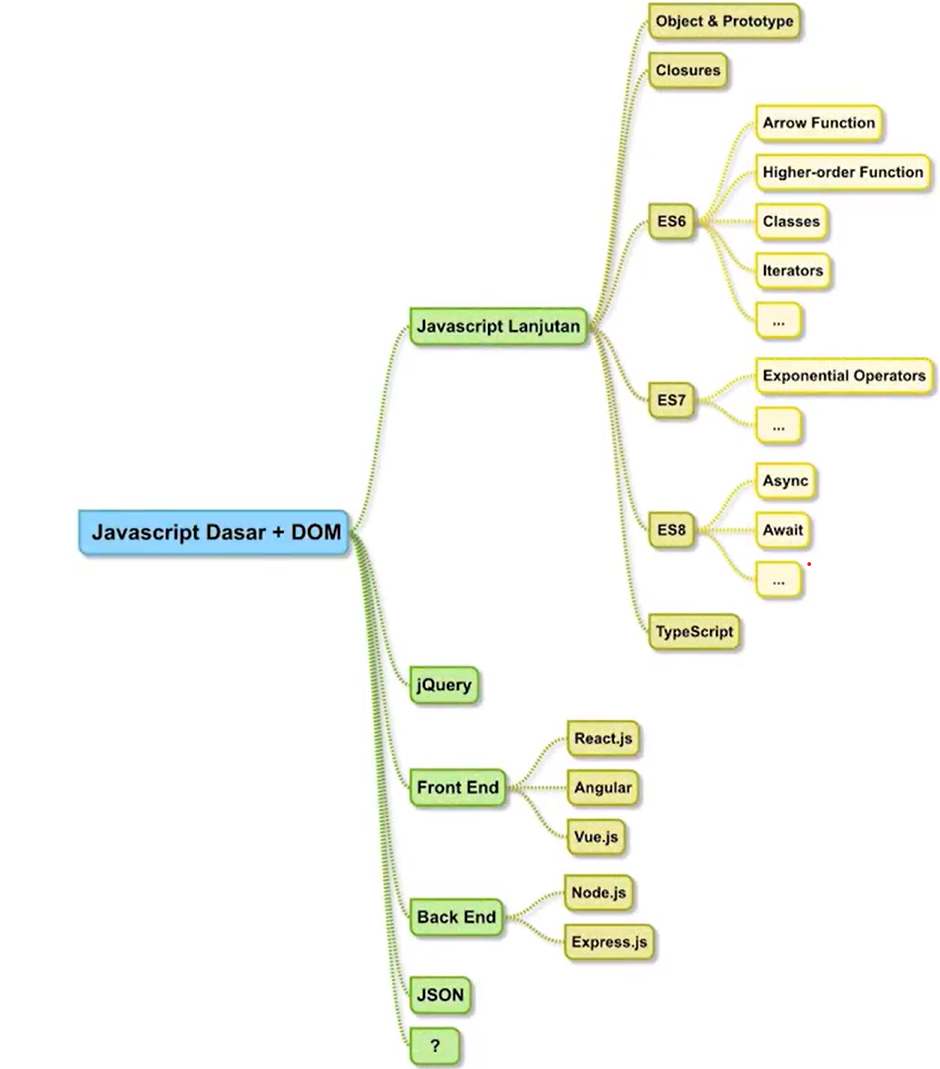 Javascript Dasar + DOM
Javascript Lanjutan
Object & Prototype
Closures
ES6
Arrow Function
Higher-order Function
Classes
Iterators
...
ES7
Exponential Operators
...
ES8
Async
Await
...
TypeScript
jQuery
Front End
React.js
Angular
Vue.js
Back End
Node.js
Express.js
JSON
?